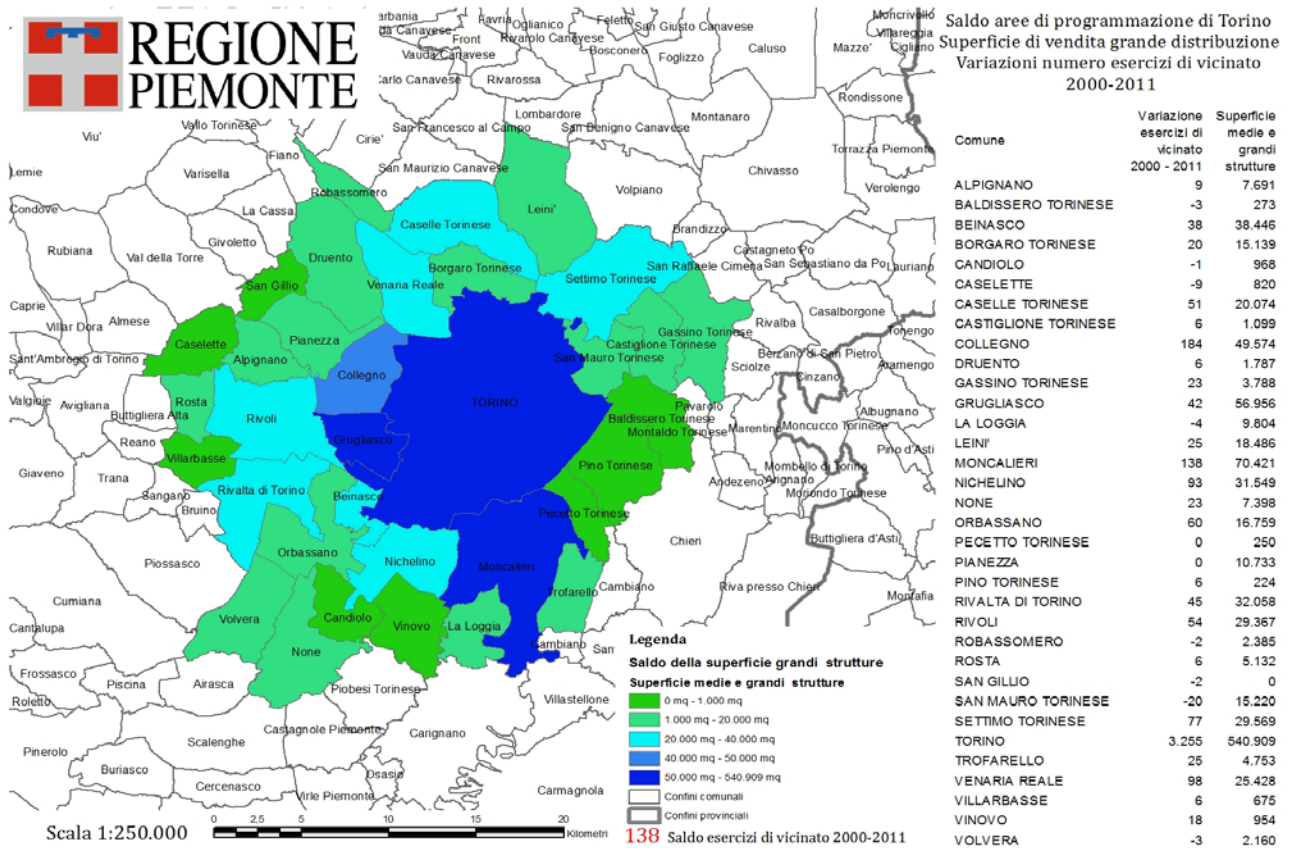 REGIONE
PIEMONTE
Saldo aree di programmazione di Torino
Superficie di vendita grande distribuzione
Variazioni numero esercizi di vicinato
2000-2011
Comune
Variazione esercizi di vicinato 2000 - 2011
Superficie medie e grandi strutture
ALPIGNANO 9 7.691
BALDISSERO TORINESE -3 273
BEINASCO 38 38.446
BORGARO TORINESE 20 15.139
CANDIOLO -1 968
CASELETTE -9 820
CASELLE TORINESE 51 20.074
CASTIGLIONE TORINESE 6 1.099
COLLEGNO 184 49.574
DRUENTO 6 1.787
GASSINO TORINESE 23 3.788
GRUGLIASCO 42 56.956
LA LOGGIA -4 9.804
LEINI' 25 18.486
MONCALIERI 138 70.421
NICHELINO 93 31.549
NONE 23 7.398
ORBASSANO 60 16.759
PECETTO TORINESE 0 250
PIANEZZA 0 10.733
PINO TORINESE 6 224
RIVALTA DI TORINO 45 32.058
RIVOLI 54 29.367
ROBASSOMERO -2 2.385
ROSTA 6 5.132
SAN GILLIO -2 0
SAN MAURO TORINESE -20 15.220
SETTIMO TORINESE 77 29.569
TORINO 3.255 540.909
TROFARELLO 25 4.753
VENARIA REALE 98 25.428
VILLARBASSE 6 675
VINOVO 18 954
VOLVERA -3 2.160
Favria
Oglianico
Feletto
San Giusto Canavese
Moncrivello
Villareggia
Cigliano
Front
Rivarolo Canavese
Bosconero
Caluso
Mazze'
Vauda Canavese
Foglizzo
Rivarossa
Rondissone
Lombardore
Montanaro
Vallo Torinese
Viu'
Cirie'
San Francesco al Campo
San Benigno Canavese
Torrazza Piemonte
Fiano
San Maurizio Canavese
Chivasso
Lemie
Varisella
Robassomero
Volpiano
Verolengo
Condove
La Cassa
Leini'
Caselle Torinese
Brandizzo
Rubiana
Givoletto
Val della Torre
Druento
Borgaro Torinese
Castagneto Po
San Raffaele Cimena
San Sebastiano da Po
Lauriano
Settimo Torinese
San Gillio
Venaria Reale
Caprie
Almese
Casalborgone
Villar Dora
Rivalba
Gassino Torinese
Tonengo
Caselette
Pianezza
Castiglione Torinese
Sant'Ambrogio di Torino
Alpignano
San Mauro Torinese
Berzano di San Pietro
Sciolze
Aramengo
Collegno
Cinzano
Valgioie
Avigliana
Rosta
TORINO
Pavarolo
Buttigliera Alta
Rivoli
Baldissero Torinese
Albugnano
Montaldo Torinese
Marentino
Moncucco Torinese
Reano
Grugliasco
Pino d'Asti
Villarbasse
Pino Torinese
Mombello di Torino
Giaveno
Trana
Andezeno
Arignano
Sangano
Rivalta di Torino
Beinasco
Moriondo Torinese
Bruino
Pecetto Torinese
Chieri
Buttigliera d'Asti
Orbassano
Piossasco
Nichelino
Moncalieri
Cambiano
Riva presso Chieri
Trofarello
Montafia
Cumiana
Volvera
Candiolo
Vinovo
La Loggia
Cantalupa
None
Cambiano
Frossasco
Piscina
Airasca
Piobesi Torinese
Roletto
Villastellone
Castagnole Piemonte
Carignano
Pinerolo
Scalenghe
Buriasco
Osasio
Cercenasco
Virle Piemonte
Carmagnola
Legenda
Saldo della superficie grandi strutture
Superficie medie e grandi strutture
0 mq - 1.000 mq
1.000 mq - 20.000 mq
20.000 mq - 40.000 mq
40.000 mq - 50.000 mq
50.000 mq - 540.909 mq
Confini comunali
Confini provinciali
138 Saldo esercizi di vicinato 2000-2011
Scala 1:250.000
0 2,5 5 10 15 20
Kilometri